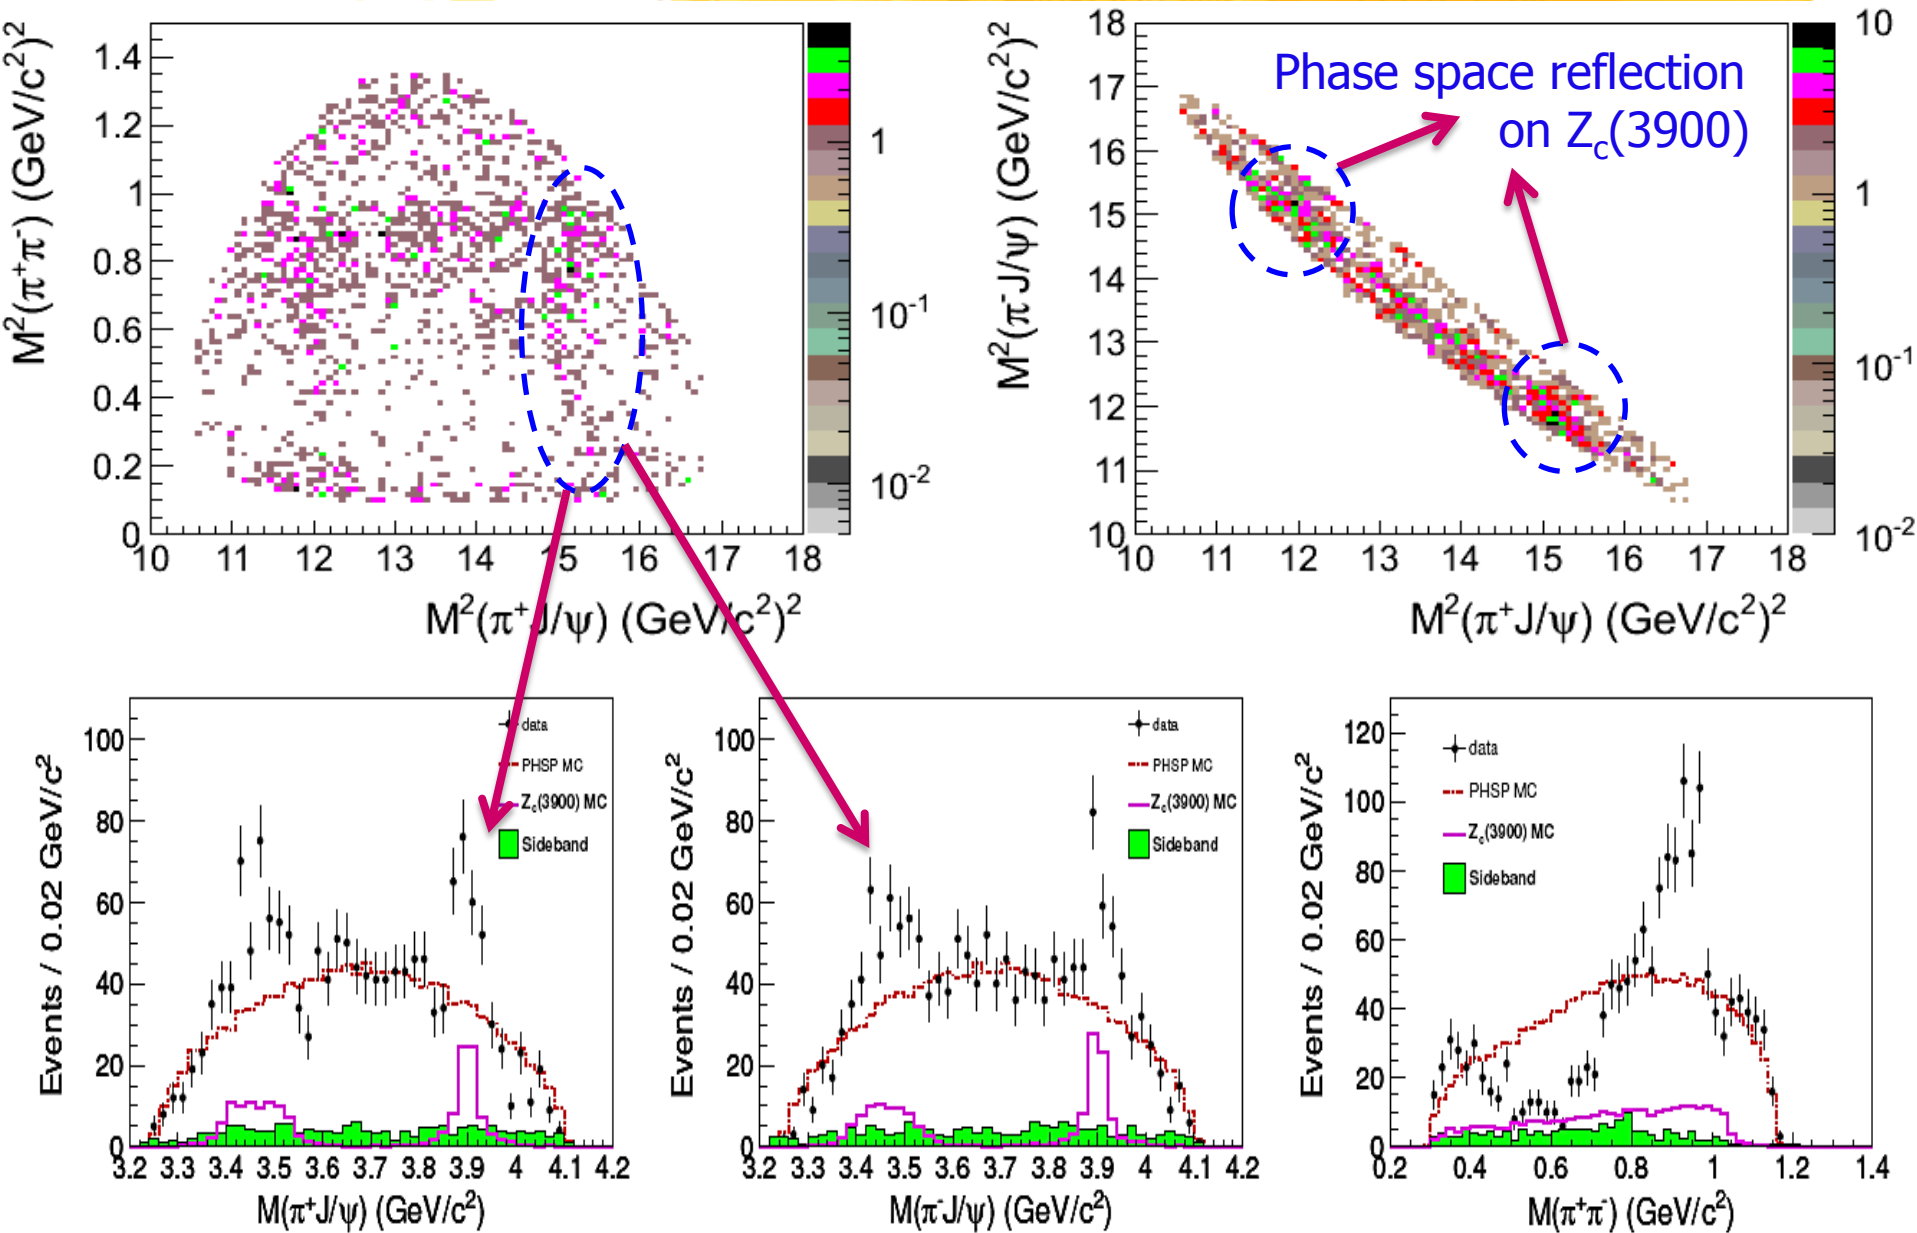 M²(π⁺π⁻) (GeV/c²)²
1.4
1.2
1
0.8
0.6
0.4
0.2
0
10 11 12 13 14 15 16 17 18
M²(π⁺J/ψ) (GeV/c²)²
1
10⁻¹
10⁻²
M²(π⁻J/ψ) (GeV/c²)²
18
17
16
15
14
13
12
11
10
10 11 12 13 14 15 16 17 18
M²(π⁺J/ψ) (GeV/c²)²
10
1
10⁻¹
10⁻²
Phase space reflection
on Zc(3900)
Events / 0.02 GeV/c²
100
80
60
40
20
0
3.2 3.3 3.4 3.5 3.6 3.7 3.8 3.9 4 4.1 4.2
M(π⁺J/ψ) (GeV/c²)
data
PHSP MC
Zc(3900) MC
Sideband
Events / 0.02 GeV/c²
100
80
60
40
20
0
3.2 3.3 3.4 3.5 3.6 3.7 3.8 3.9 4 4.1 4.2
M(π⁻J/ψ) (GeV/c²)
data
PHSP MC
Zc(3900) MC
Sideband
Events / 0.02 GeV/c²
120
100
80
60
40
20
0
0.2 0.4 0.6 0.8 1 1.2 1.4
M(π⁺π⁻) (GeV/c²)
data
PHSP MC
Zc(3900) MC
Sideband